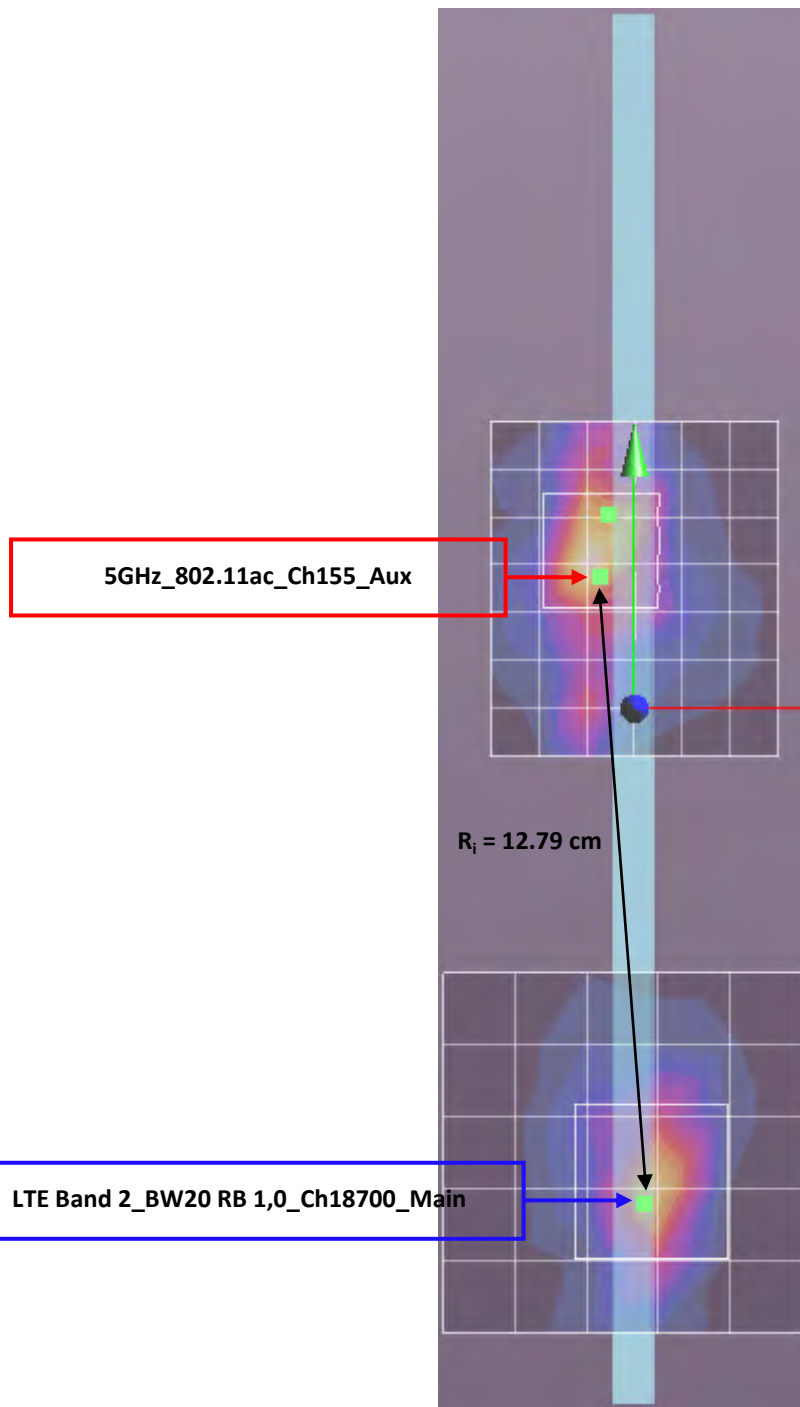 5GHz_802.11ac_Ch155_Aux
Ri = 12.79 cm
LTE Band 2_BW20 RB 1,0_Ch18700_Main